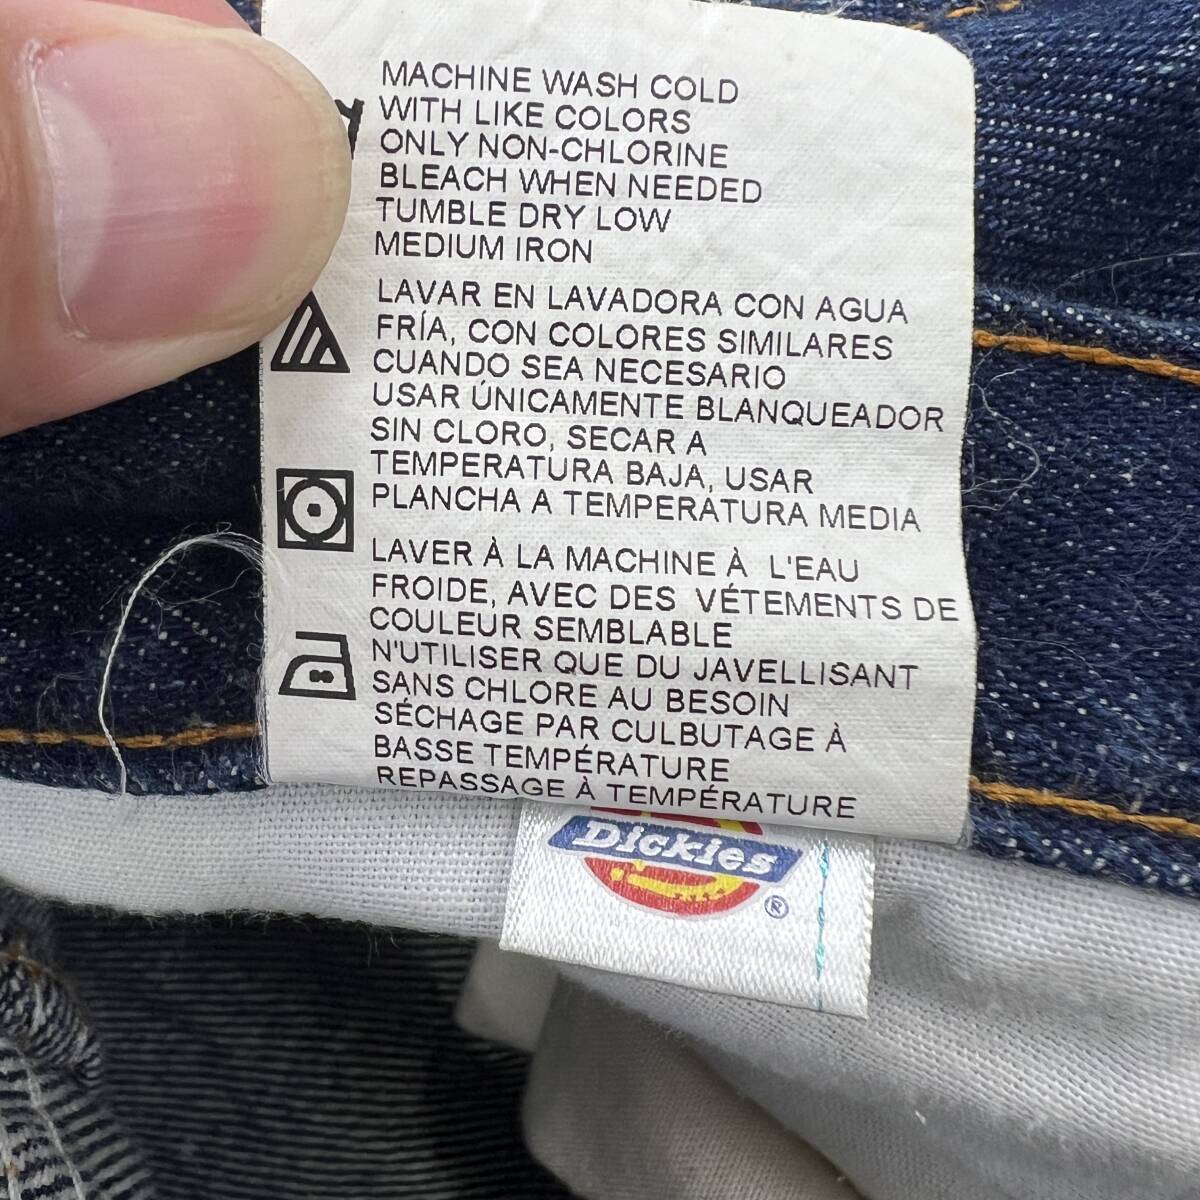 MACHINE WASH COLD
WITH LIKE COLORS
ONLY NON-CHLORINE
BLEACH WHEN NEEDED
TUMBLE DRY LOW
MEDIUM IRON
LAVAR EN LAVADORA CON AGUA
FRÍA, CON COLORES SIMILARES
CUANDO SEA NECESARIO
USAR ÚNICAMENTE BLANQUEADOR
SIN CLORO, SECAR A
TEMPERATURA BAJA, USAR
PLANCHA A TEMPERATURA MEDIA
LAVER À LA MACHINE À L'EAU
FROIDE, AVEC DES VÉTEMENTS DE
COULEUR SEMBLABLE
N'UTILISER QUE DU JAVELLISANT
SANS CHLORE AU BESOIN
SÉCHAGE PAR CULBUTAGE À
BASSE TEMPÉRATURE
REPASSAGE À TEMPÉRATURE
Dickies
®